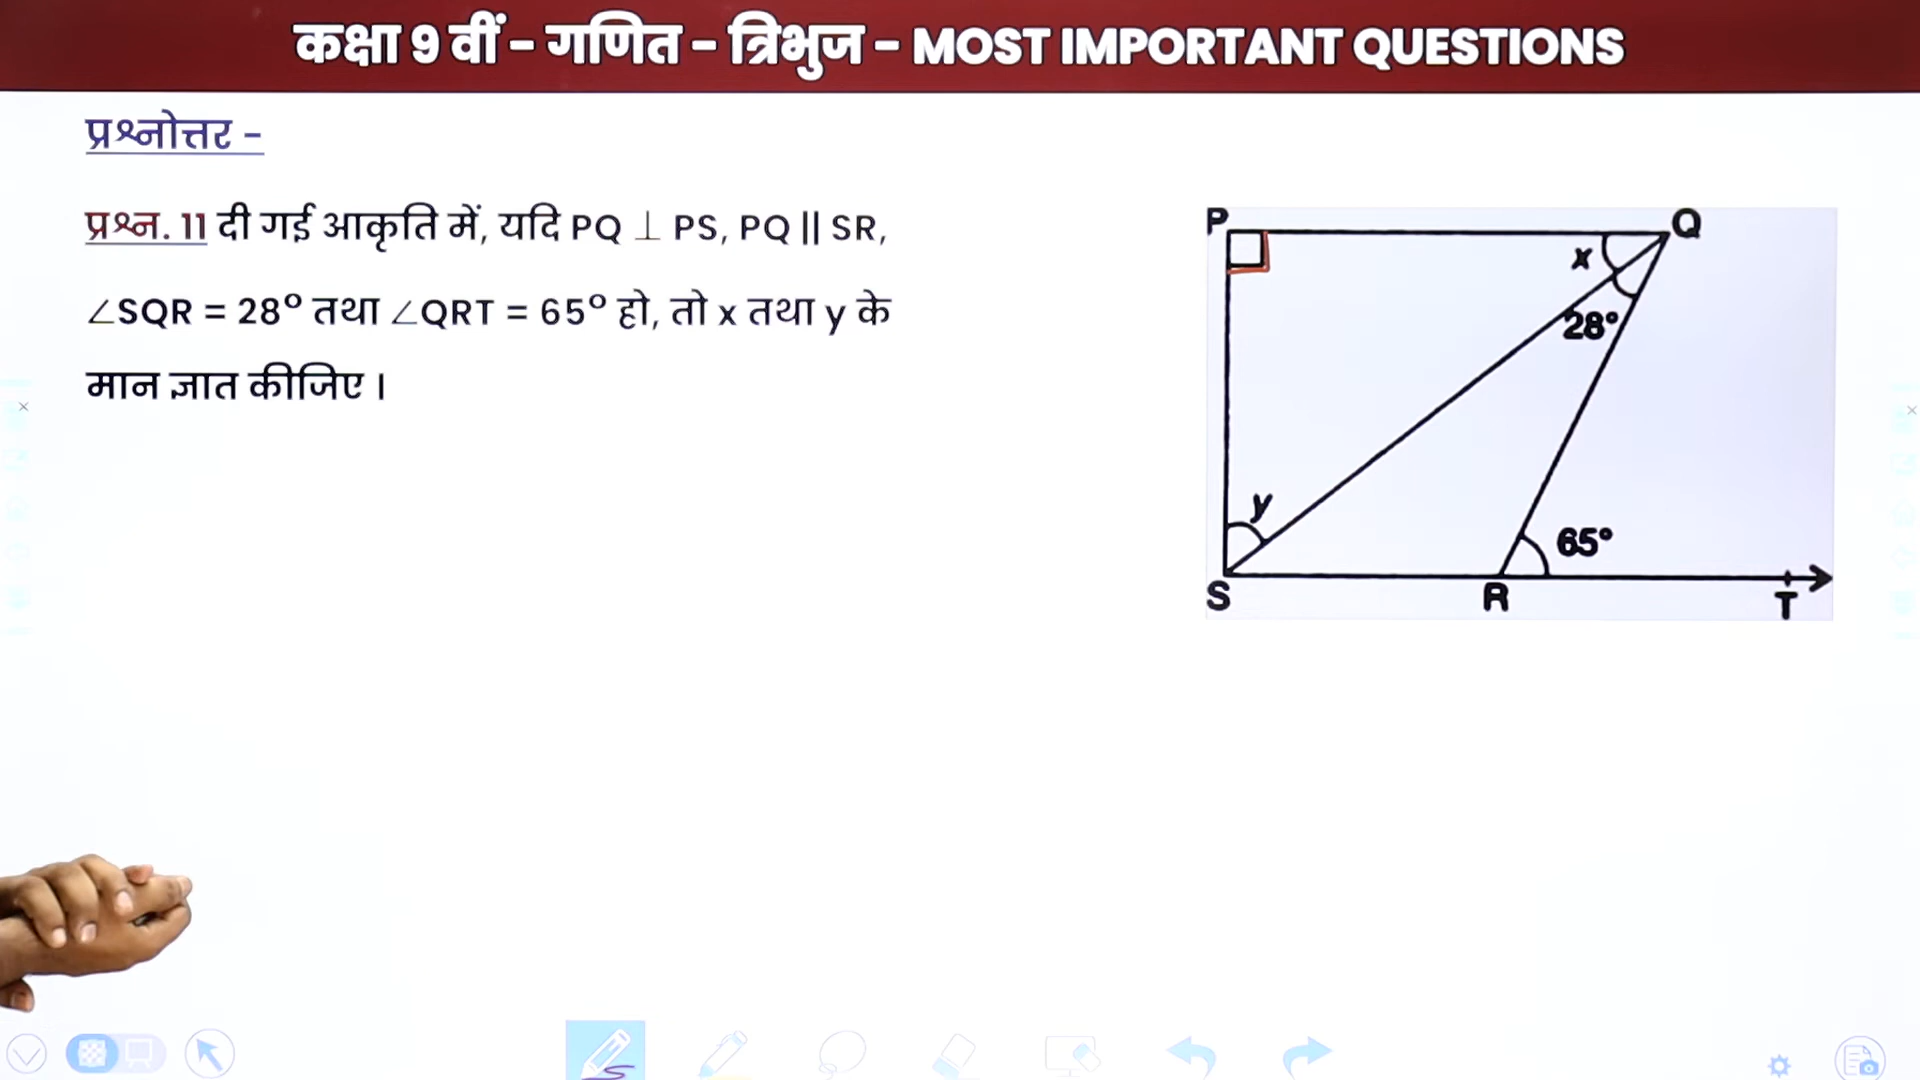 कक्षा 9 वीं - गणित - त्रिभुज - MOST IMPORTANT QUESTIONS
प्रश्नोत्तर -
प्रश्न. 11 दी गई आकृति में, यदि PQ ⊥ PS, PQ || SR,
∠SQR = 28° तथा ∠QRT = 65° हो, तो x तथा y के
मान ज्ञात कीजिए।
P
Q
x
28°
y
65°
S
R
T